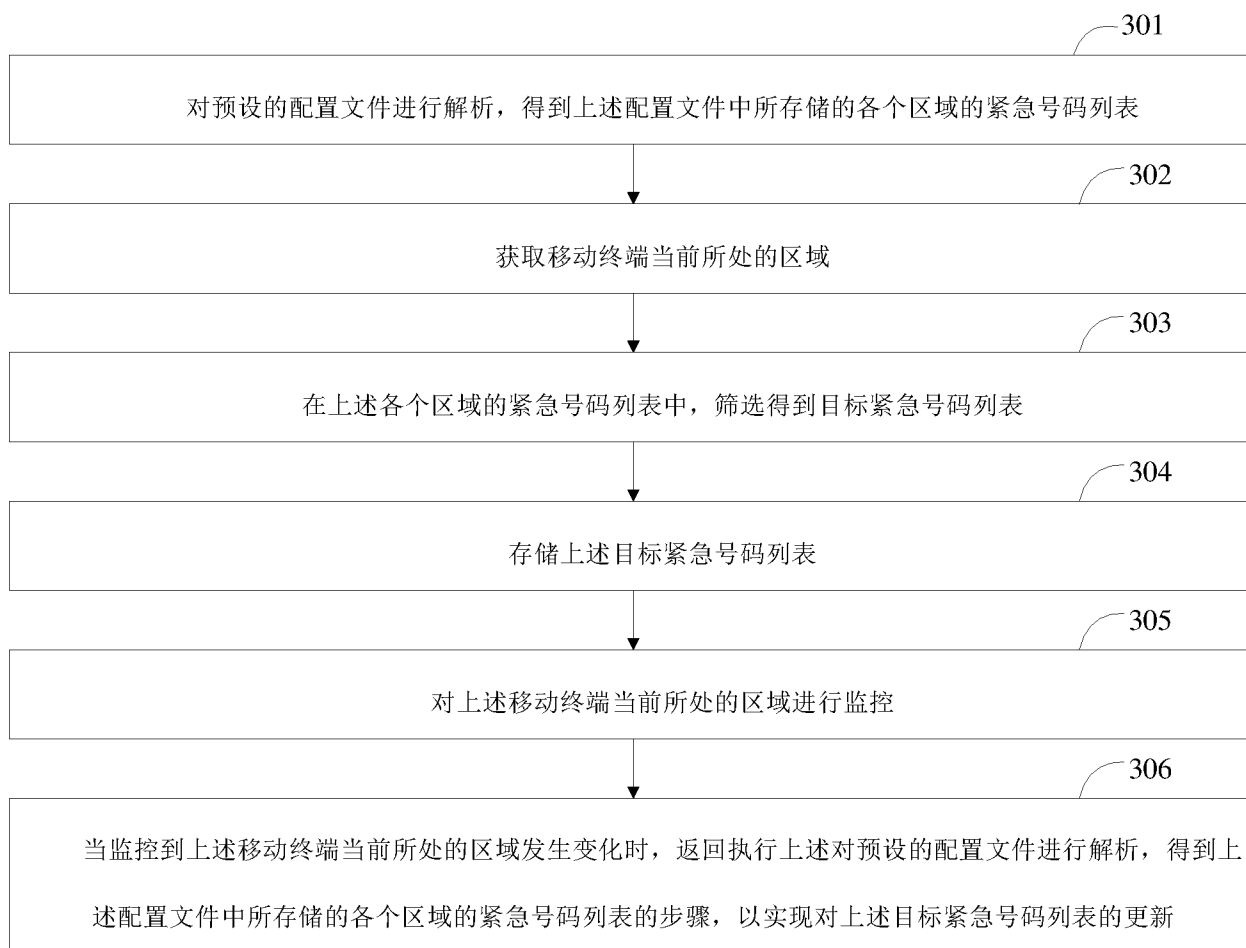 301
对预设的配置文件进行解析，得到上述配置文件中所存储的各个区域的紧急号码列表
302
获取移动终端当前所处的区域
303
在上述各个区域的紧急号码列表中，筛选得到目标紧急号码列表
304
存储上述目标紧急号码列表
305
对上述移动终端当前所处的区域进行监控
306
当监控到上述移动终端当前所处的区域发生变化时，返回执行上述对预设的配置文件进行解析，得到上
述配置文件中所存储的各个区域的紧急号码列表的步骤，以实现对上述目标紧急号码列表的更新